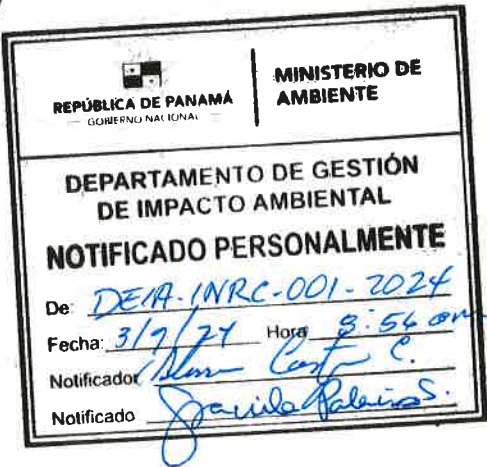 REPÚBLICA DE PANAMÁ
— GOBIERNO NACIONAL —
MINISTERIO DE
AMBIENTE
DEPARTAMENTO DE GESTIÓN
DE IMPACTO AMBIENTAL
NOTIFICADO PERSONALMENTE
De: DEIA-INRC-001-2024
Fecha: 3/7/24 Hora 8:56 am
Notificador
Notificado